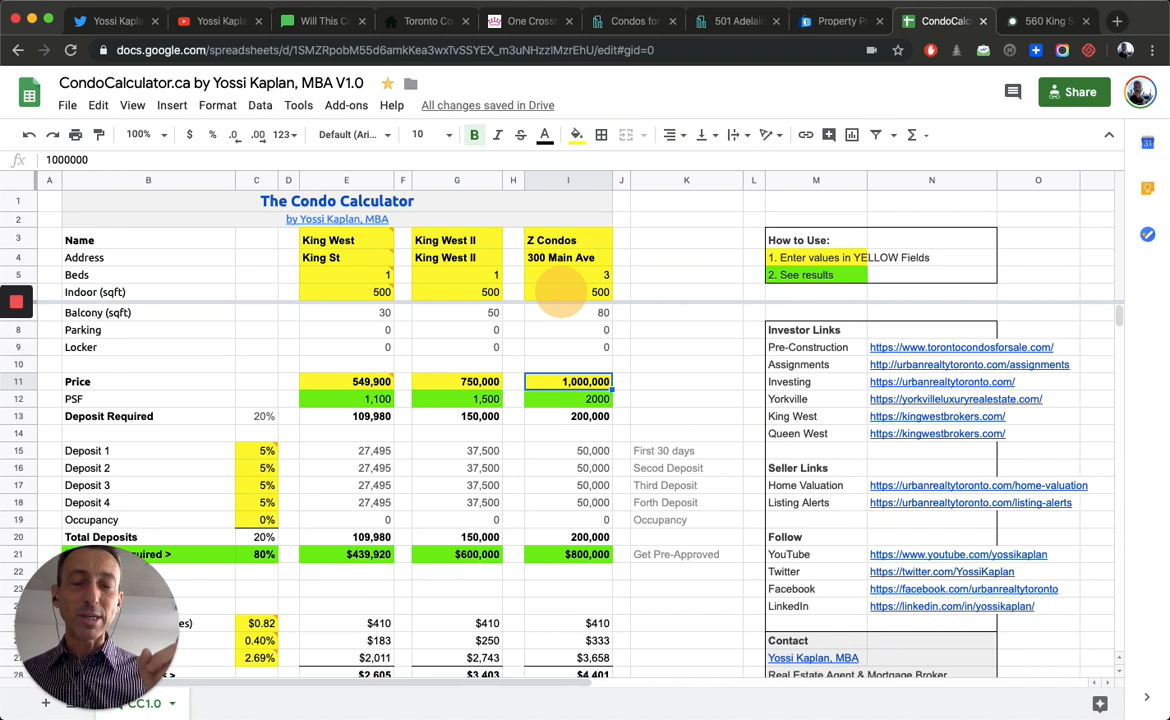 Yossi Kapla
Yossi Kapla
Will This Co
Toronto Con
One Crosst
Condos for
501 Adelaid
Property P
CondoCalc
560 King S
docs.google.com/spreadsheets/d/1SMZRpobM55d6amkKea3wxTvSSYEX_m3uNHzzlMzrEhU/edit#gid=0
CondoCalculator.ca by Yossi Kaplan, MBA V1.0
Share
File Edit View Insert Format Data Tools Add-ons Help All changes saved in Drive
100% $ % .0 .00 123 Default (Ari... 10 B I S A
fx 1000000
A B C D E F G H I J K L M N O
1 The Condo Calculator
2 by Yossi Kaplan, MBA
3 Name King West King West II Z Condos How to Use:
4 Address King St King West II 300 Main Ave 1. Enter values in YELLOW Fields
5 Beds 1 1 3 2. See results
6 Indoor (sqft) 500 500 500
Balcony (sqft) 30 50 80
8 Parking 0 0 0 Investor Links
9 Locker 0 0 0 Pre-Construction https://www.torontocondosforsale.com/
10 Assignments http://urbanrealtytoronto.com/assignments
11 Price 549,900 750,000 1,000,000 Investing https://urbanrealtytoronto.com/
12 PSF 1,100 1,500 2000 Yorkville https://yorkvilleluxuryrealestate.com/
13 Deposit Required 20% 109,980 150,000 200,000 King West https://kingwestbrokers.com/
14 Queen West https://kingwestbrokers.com/
15 Deposit 1 5% 27,495 37,500 50,000 First 30 days
16 Deposit 2 5% 27,495 37,500 50,000 Secod Deposit Seller Links
17 Deposit 3 5% 27,495 37,500 50,000 Third Deposit Home Valuation https://urbanrealtytoronto.com/home-valuation
18 Deposit 4 5% 27,495 37,500 50,000 Forth Deposit Listing Alerts https://urbanrealtytoronto.com/listing-alerts
19 Occupancy 0% 0 0 0 Occupancy
20 Total Deposits 20% 109,980 150,000 200,000 Follow
21 uired > 80% $439,920 $600,000 $800,000 Get Pre-Approved YouTube https://www.youtube.com/yossikaplan
22 Twitter https://twitter.com/YossiKaplan
23 Facebook https://facebook.com/urbanrealtytoronto
LinkedIn https://linkedin.com/in/yossikaplan/
es) $0.82 $410 $410 $410
0.40% $183 $250 $333 Contact
27 2.69% $2,011 $2,743 $3,658 Yossi Kaplan, MBA
28 $2,605 $3,403 $4,401 Real Estate Agent & Mortgage Broker
CC1.0